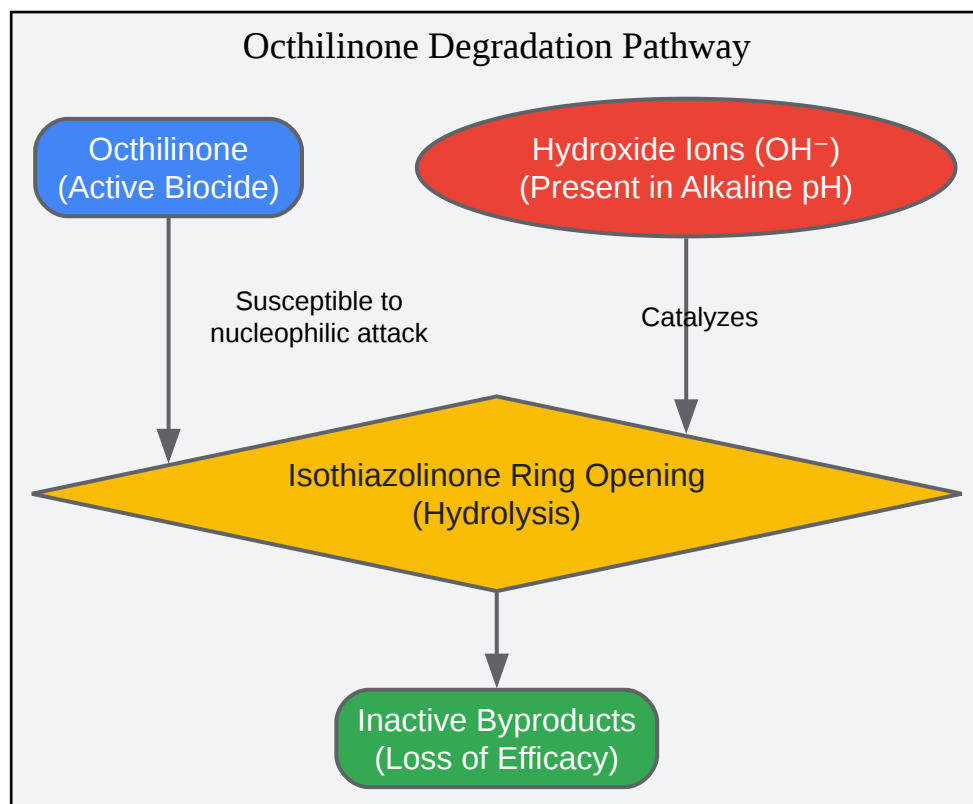 Octhilinone Degradation Pathway
Octhilinone
(Active Biocide)
Hydroxide Ions (OH⁻)
(Present in Alkaline pH)
Susceptible to
nucleophilic attack
Catalyzes
Isothiazolinone Ring Opening
(Hydrolysis)
Inactive Byproducts
(Loss of Efficacy)